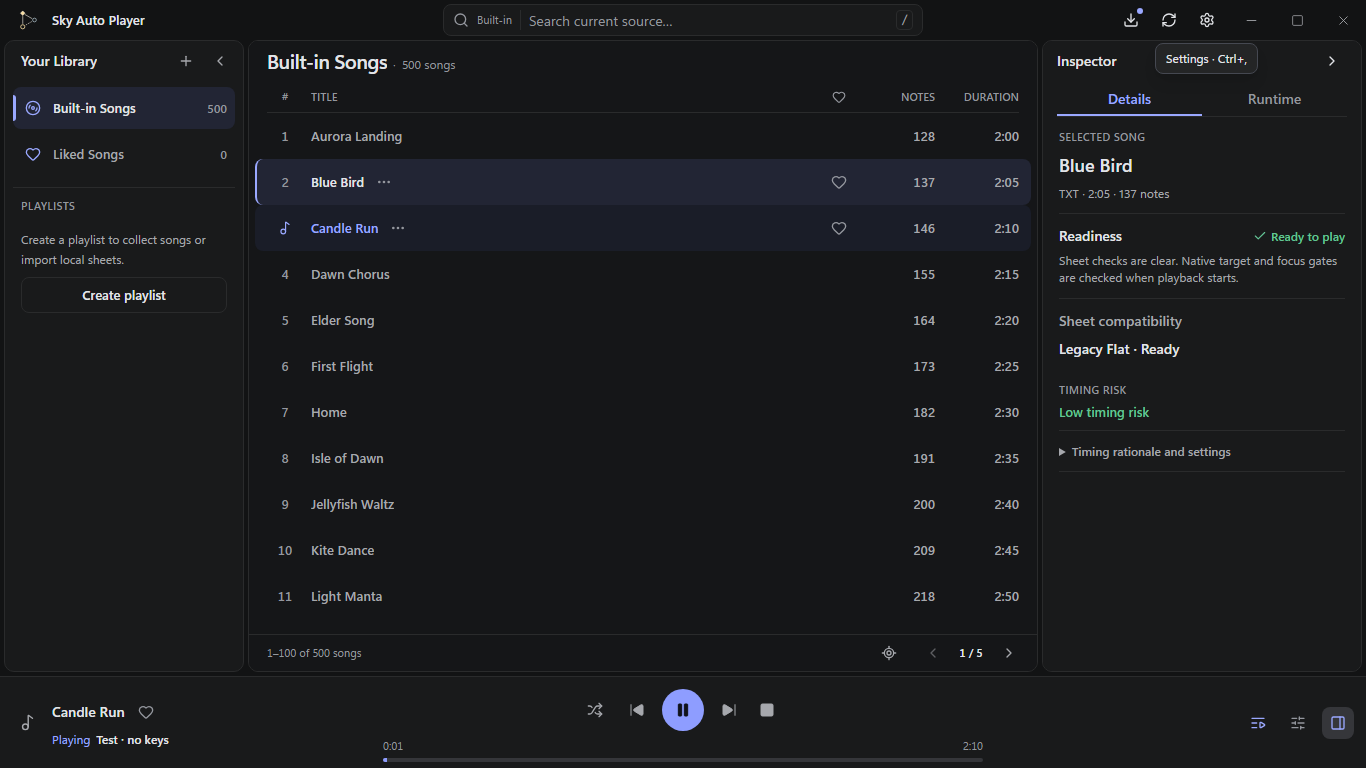 Sky Auto Player
Built-in
Search current source...
/
Your Library
Built-in Songs 500
Liked Songs 0
PLAYLISTS
Create a playlist to collect songs or
import local sheets.
Create playlist
Built-in Songs · 500 songs
# TITLE NOTES DURATION
1 Aurora Landing 128 2:00
2 Blue Bird ··· 137 2:05
Candle Run ··· 146 2:10
4 Dawn Chorus 155 2:15
5 Elder Song 164 2:20
6 First Flight 173 2:25
7 Home 182 2:30
8 Isle of Dawn 191 2:35
9 Jellyfish Waltz 200 2:40
10 Kite Dance 209 2:45
11 Light Manta 218 2:50
1–100 of 500 songs
1 / 5
Inspector
Settings · Ctrl+,
Details Runtime
SELECTED SONG
Blue Bird
TXT · 2:05 · 137 notes
Readiness Ready to play
Sheet checks are clear. Native target and focus gates
are checked when playback starts.
Sheet compatibility
Legacy Flat · Ready
TIMING RISK
Low timing risk
Timing rationale and settings
Candle Run
Playing Test · no keys
0:01 2:10